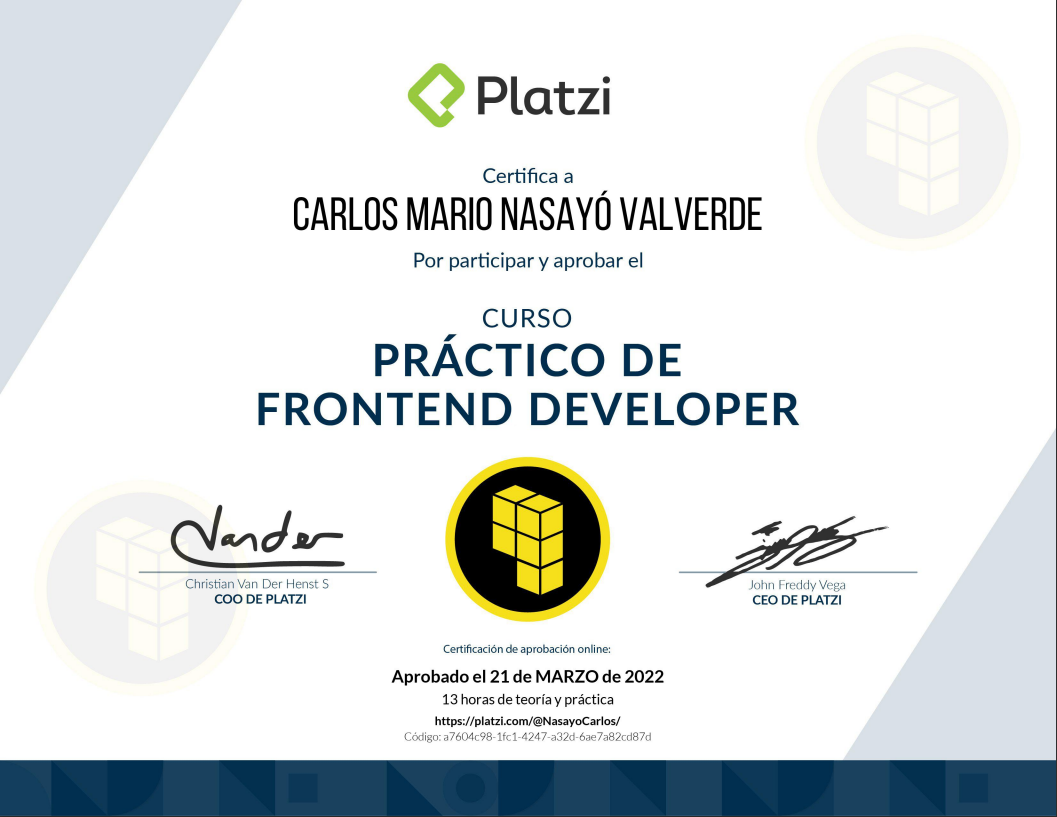 Platzi
Certifica a
CARLOS MARIO NASAYÓ VALVERDE
Por participar y aprobar el
CURSO
PRÁCTICO DE
FRONTEND DEVELOPER
Vander
Christian Van Der Henst S
COO DE PLATZI
John Freddy Vega
CEO DE PLATZI
Certificación de aprobación online:
Aprobado el 21 de MARZO de 2022
13 horas de teoría y práctica
https://platzi.com/@NasayoCarlos/
Código: a7604c98-1fc1-4247-a32d-6ae7a82cd87d